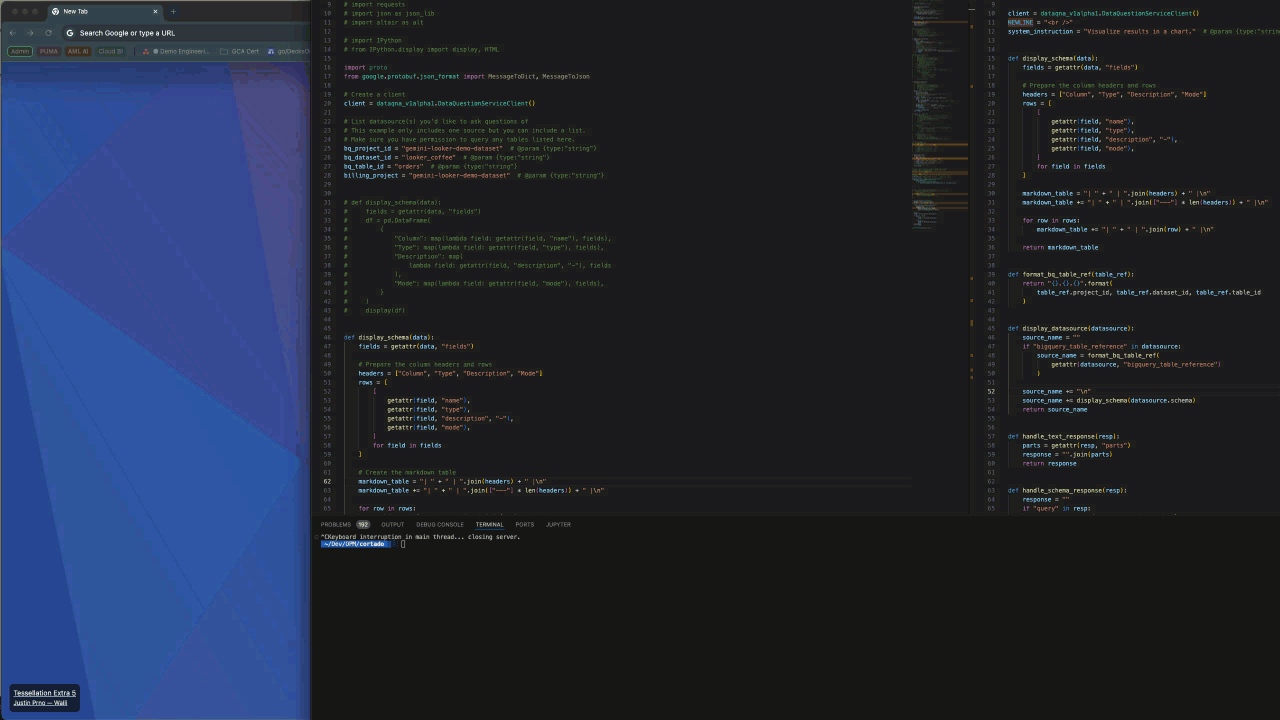 New Tab
Search Google or type a URL
Admin
PUMA
AML AI
Cloud BI
Demo Engineeri...
GCA Cert
Tessellation Extra 5
Justin Prno — Walli
9 # import requests
10 # import json as json_lib
11 # import altair as alt
12
13 # import IPython
14 # from IPython.display import display, HTML
15
16 import proto
17 from google.protobuf.json_format import MessageToDict, MessageToJson
18
19 # Create a client
20 client = dataqna_v1alpha1.DataQuestionServiceClient()
21
22 # List datasource(s) you'd like to ask questions of
23 # This example only includes one source but you can include a list.
24 # Make sure you have permission to query any tables listed here.
25 bq_project_id = "gemini-looker-demo-dataset"  # @param {type:"string"}
26 bq_dataset_id = "looker_coffee"  # @param {type:"string"}
27 bq_table_id = "orders"  # @param {type:"string"}
28 billing_project = "gemini-looker-demo-dataset"  # @param {type:"string"}
29
30
31 # def display_schema(data):
32 #     fields = getattr(data, "fields")
33 #     df = pd.DataFrame(
34 #         {
35 #             "Column": map(lambda field: getattr(field, "name"), fields),
36 #             "Type": map(lambda field: getattr(field, "type"), fields),
37 #             "Description": map(
38 #                 lambda field: getattr(field, "description", "-"), fields
39 #             ),
40 #             "Mode": map(lambda field: getattr(field, "mode"), fields),
41 #         }
42 #     )
43 #     display(df)
44
45
46 def display_schema(data):
47     fields = getattr(data, "fields")
48
49     # Prepare the column headers and rows
50     headers = ["Column", "Type", "Description", "Mode"]
51     rows = [
52         [
53             getattr(field, "name"),
54             getattr(field, "type"),
55             getattr(field, "description", "-"),
56             getattr(field, "mode"),
57         ]
58         for field in fields
59     ]
60
61     # Create the markdown table
62     markdown_table = "| " + " | ".join(headers) + " |\n"
63     markdown_table += "| " + " | ".join(["---"] * len(headers)) + " |\n"
64
65     for row in rows:
9
10 client = dataqna_v1alpha1.DataQuestionServiceClient()
11 NEWLINE = "<br />"
12 system_instruction = "Visualize results in a chart."  # @param {type:"strin
13
14
15 def display_schema(data):
16     fields = getattr(data, "fields")
17
18     # Prepare the column headers and rows
19     headers = ["Column", "Type", "Description", "Mode"]
20     rows = [
21         [
22             getattr(field, "name"),
23             getattr(field, "type"),
24             getattr(field, "description", "-"),
25             getattr(field, "mode"),
26         ]
27         for field in fields
28     ]
29
30     markdown_table = "| " + " | ".join(headers) + " |\n"
31     markdown_table += "| " + " | ".join(["---"] * len(headers)) + " |\n"
32
33     for row in rows:
34         markdown_table += "| " + " | ".join(row) + " |\n"
35
36     return markdown_table
37
38
39 def format_bq_table_ref(table_ref):
40     return "{}.{}.{}".format(
41         table_ref.project_id, table_ref.dataset_id, table_ref.table_id
42     )
43
44
45 def display_datasource(datasource):
46     source_name = ""
47     if "bigquery_table_reference" in datasource:
48         source_name = format_bq_table_ref(
49             getattr(datasource, "bigquery_table_reference")
50         )
51
52     source_name += "\n"
53     source_name += display_schema(datasource.schema)
54     return source_name
55
56
57 def handle_text_response(resp):
58     parts = getattr(resp, "parts")
59     response = "".join(parts)
60     return response
61
62
63 def handle_schema_response(resp):
64     response = ""
65     if "query" in resp:
PROBLEMS 192 OUTPUT DEBUG CONSOLE TERMINAL PORTS JUPYTER
^CKeyboard interruption in main thread... closing server.
~/Dev/OPM/cortado